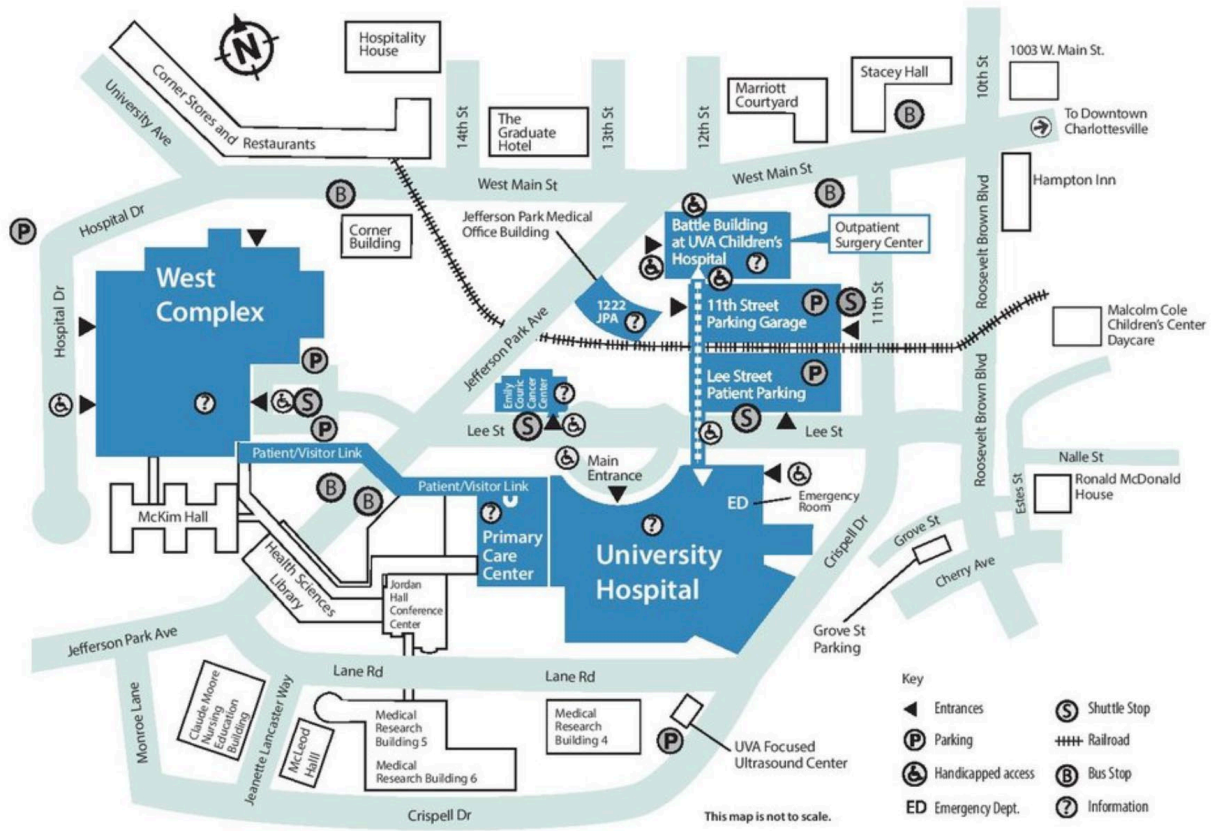 N
Hospitality
House
1003 W. Main St.
Corner Stores and
Restaurants
University Ave
14th St
The
Graduate
Hotel
13th St
12th St
Marriott
Courtyard
Stacey Hall
B
10th St
To Downtown
Charlottesville
West Main St
West Main St
Hampton Inn
Hospital Dr
P
B
Corner
Building
Jefferson Park Medical
Office Building
B
Battle Building
at UVA Children's
Hospital
?
Outpatient
Surgery Center
Roosevelt Brown Blvd
West
Complex
Hospital Dr
1222
JPA
?
11th Street
Parking Garage
P
S
11th St
Malcolm Cole
Children's Center
Daycare
Jefferson Park Ave
P
Lee Street
Patient Parking
P
?
S
P
Emily
Couric
Cancer
Center
?
S
Lee St
S
Lee St
Roosevelt Brown Blvd
Patient/Visitor Link
Patient/Visitor Link
Main
Entrance
Nalle St
Estes St
Ronald McDonald
House
B
B
ED
Emergency
Room
McKim Hall
?
Primary
Care
Center
?
University
Hospital
Crispell Dr
Grove St
Cherry Ave
Health Sciences
Library
Jordan
Hall
Conference
Center
Grove St
Parking
Jefferson Park Ave
Lane Rd
Lane Rd
Monroe Lane
Claude Moore
Nursing
Education
Building
Jeanette Lancaster Way
McLeod
Halll
Medical
Research
Building 5
Medical
Research Building 6
Medical
Research
Building 4
P
UVA Focused
Ultrasound Center
Crispell Dr
This map is not to scale.
Key
Entrances
S Shuttle Stop
P Parking
Railroad
Handicapped access
B Bus Stop
ED Emergency Dept.
? Information